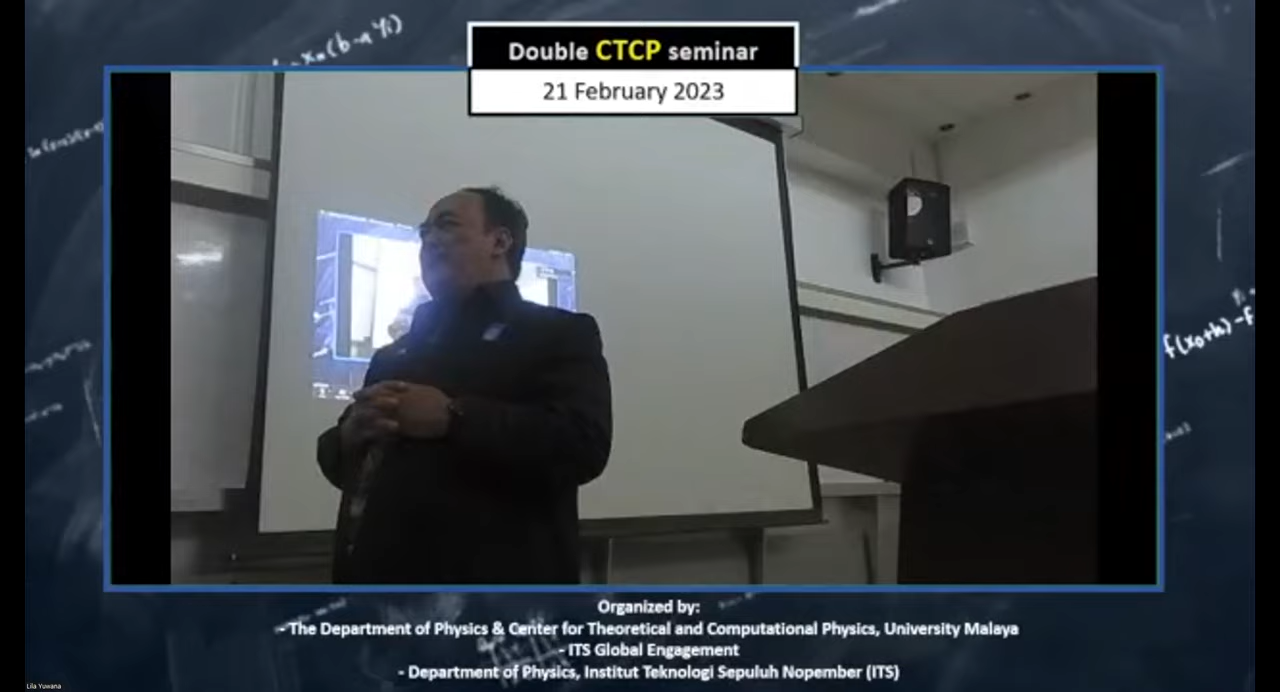 Double CTCP seminar
21 February 2023
f(x₀+h)-f
Organized by:
- The Department of Physics & Center for Theoretical and Computational Physics, University Malaya
- ITS Global Engagement
- Department of Physics, Institut Teknologi Sepuluh Nopember (ITS)
Lila Yuwana